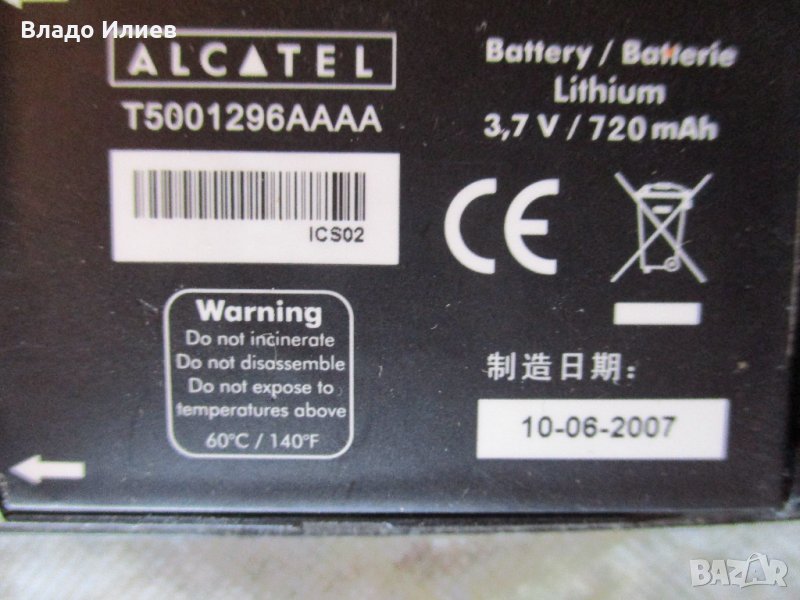 Владо Илиев
ALCATEL
T5001296AAAA
ICS02
Battery / Batterie
Lithium
3,7 V / 720 mAh
Warning
Do not incinerate
Do not disassemble
Do not expose to
temperatures above
60°C / 140°F
CE
制造日期:
10-06-2007
BAZAR